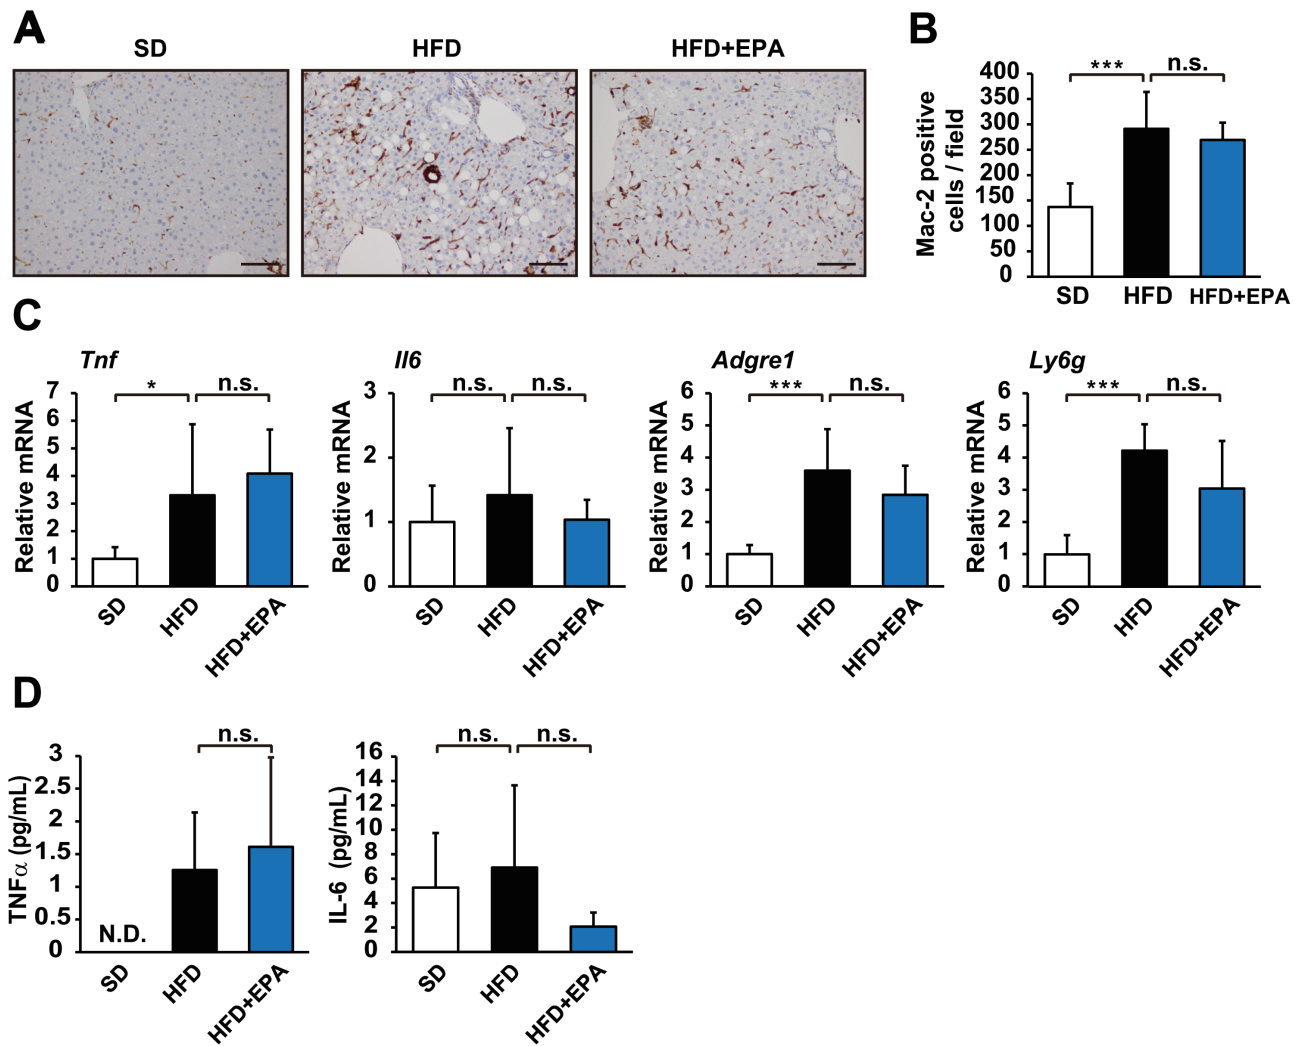 A
SD
HFD
HFD+EPA
B
Mac-2 positive
cells / field
400
350
300
250
200
150
100
50
0
***
n.s.
SD
HFD
HFD+EPA
C
Tnf
Relative mRNA
7
6
5
4
3
2
1
0
*
n.s.
SD
HFD
HFD+EPA
Il6
Relative mRNA
3
2
1
0
n.s.
n.s.
SD
HFD
HFD+EPA
Adgre1
Relative mRNA
6
5
4
3
2
1
0
***
n.s.
SD
HFD
HFD+EPA
Ly6g
Relative mRNA
6
5
4
3
2
1
0
***
n.s.
SD
HFD
HFD+EPA
D
TNFα (pg/mL)
3
2.5
2
1.5
1
0.5
0
n.s.
N.D.
SD
HFD
HFD+EPA
IL-6 (pg/mL)
16
14
12
10
8
6
4
2
0
n.s.
n.s.
SD
HFD
HFD+EPA